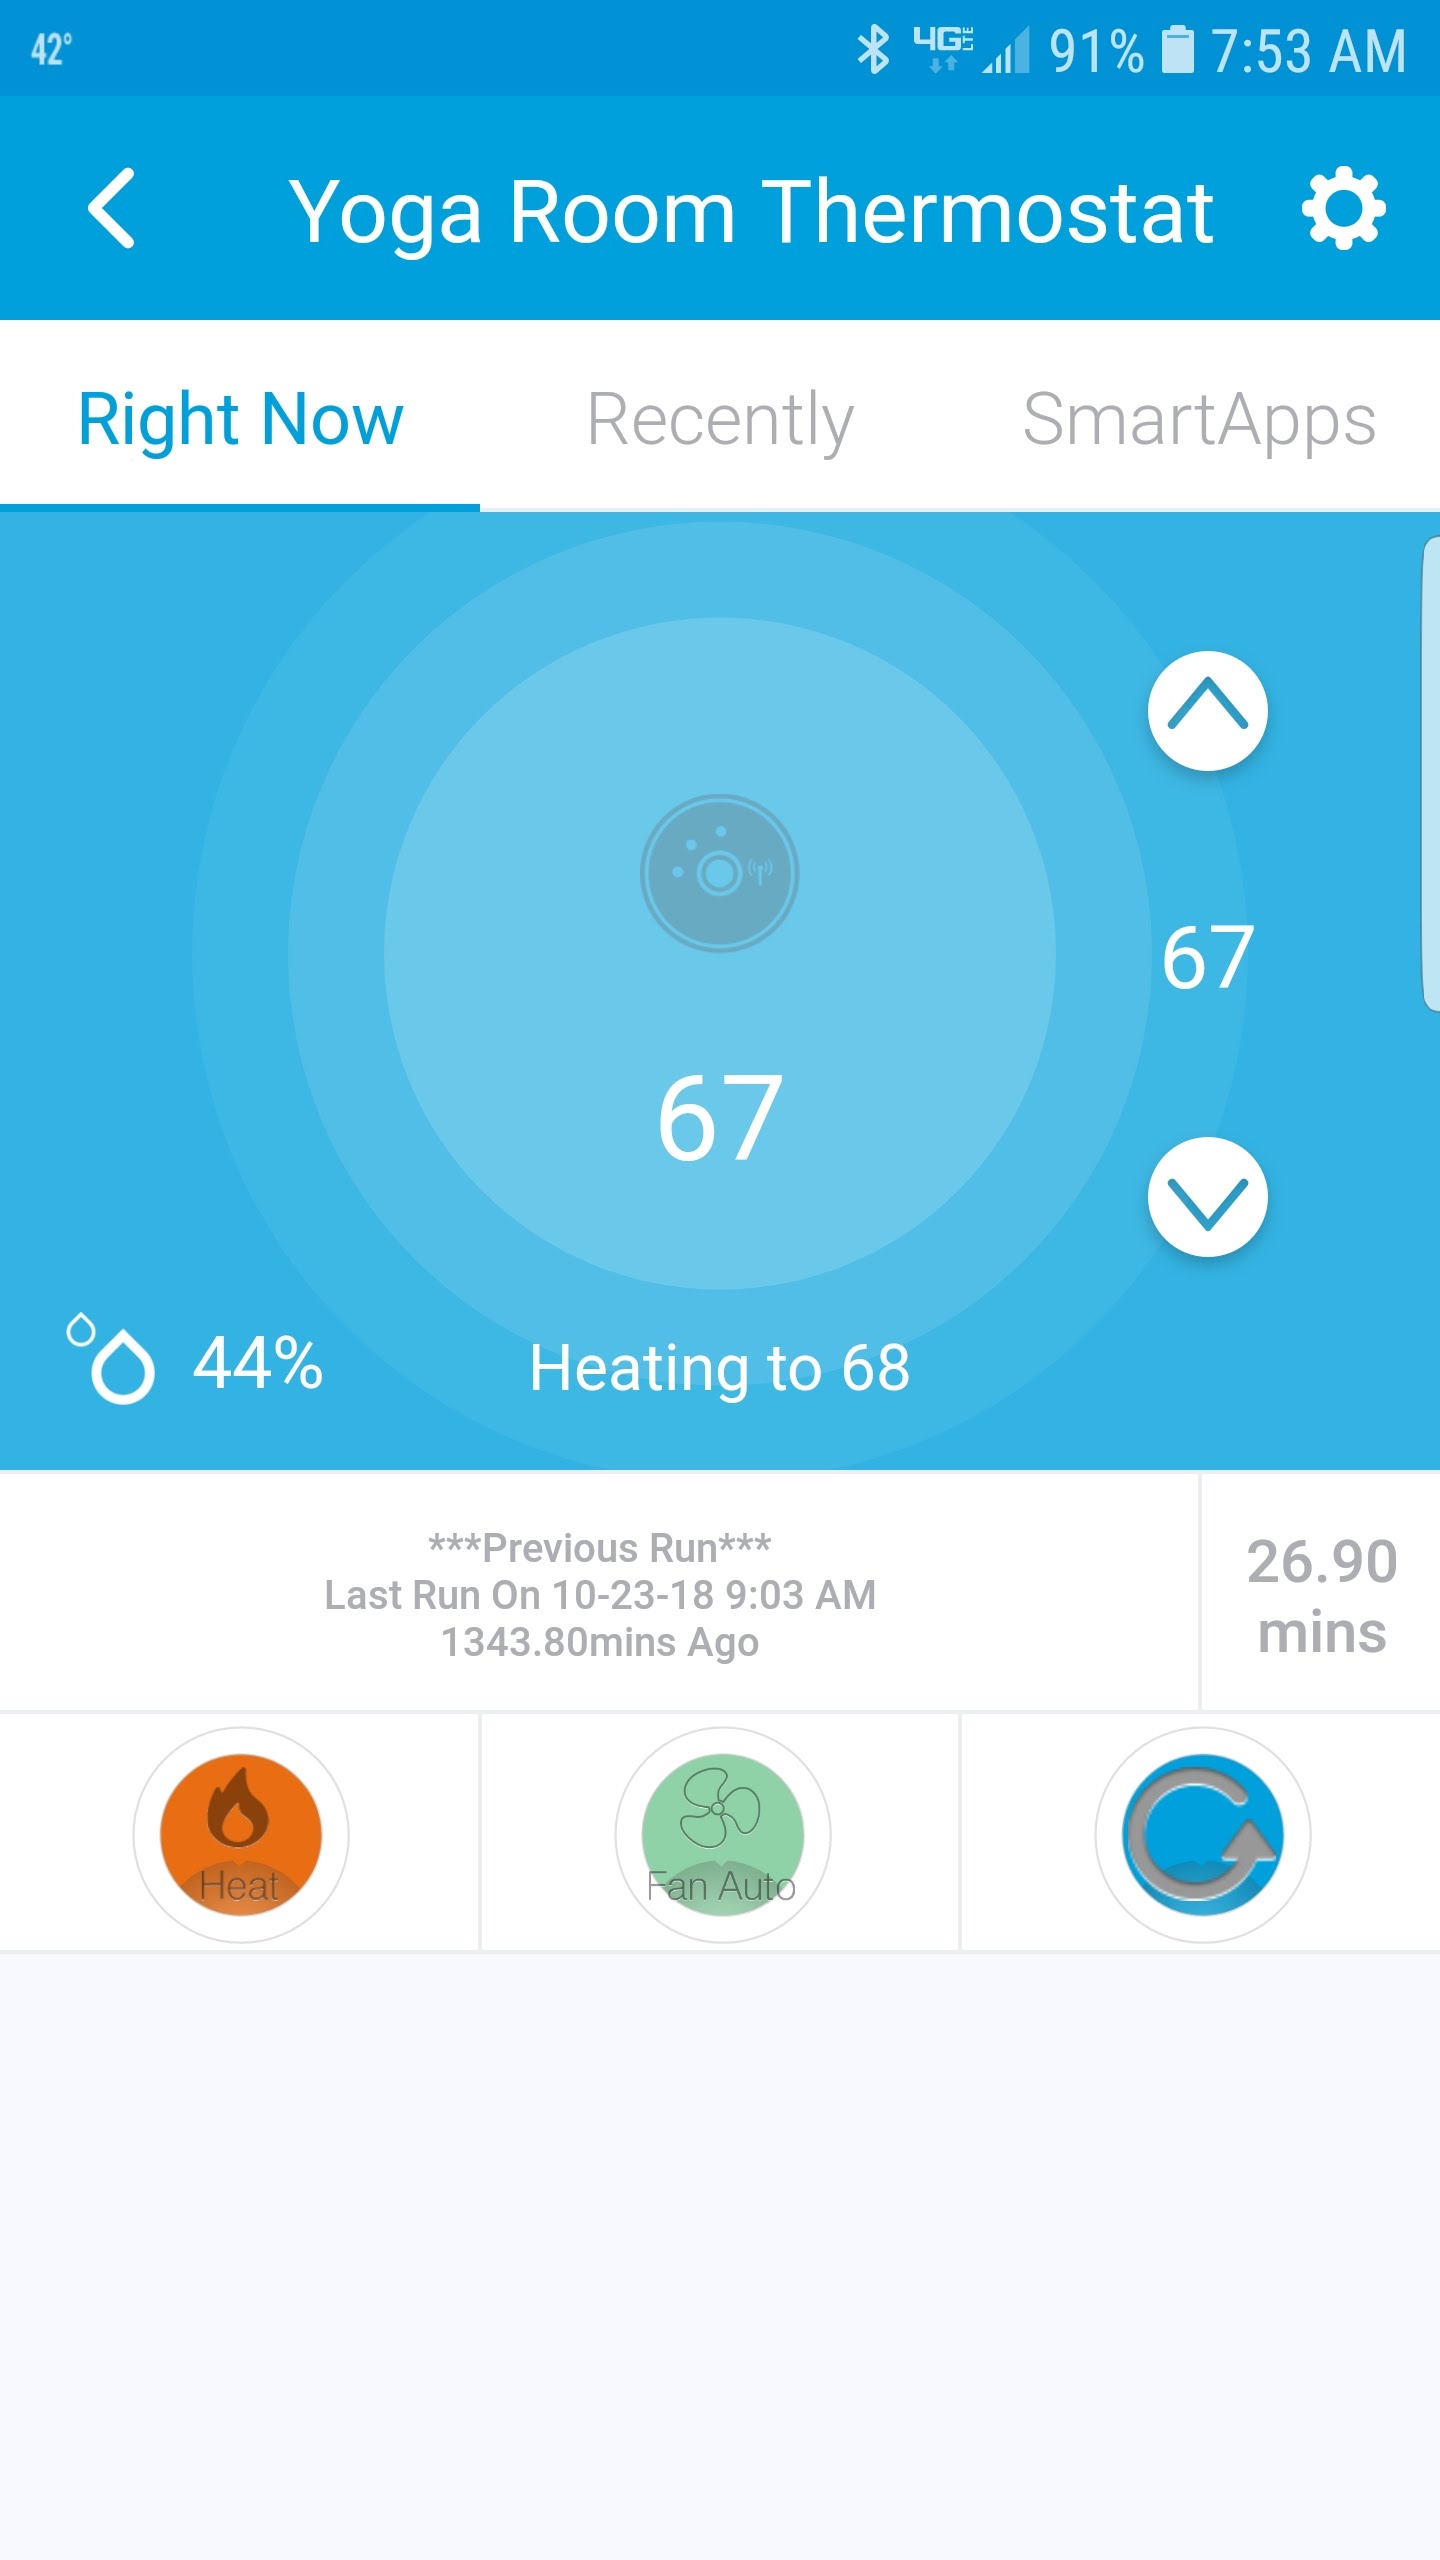 42°
4G LTE 91% 7:53 AM
Yoga Room Thermostat
Right Now
Recently
SmartApps
67
67
44%
Heating to 68
***Previous Run***
Last Run On 10-23-18 9:03 AM
1343.80mins Ago
26.90
mins
Heat
Fan Auto